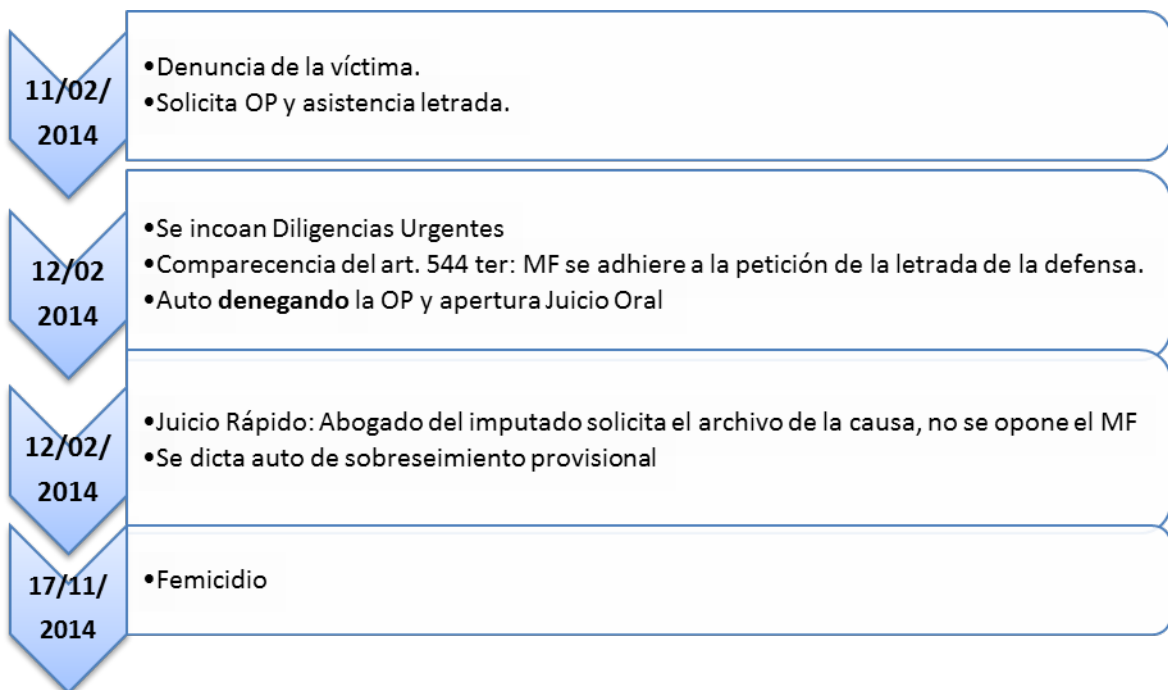 11/02/
2014
•Denuncia de la víctima.
•Solicita OP y asistencia letrada.
12/02
2014
•Se incoan Diligencias Urgentes
•Comparecencia del art. 544 ter: MF se adhiere a la petición de la letrada de la defensa.
•Auto denegando la OP y apertura Juicio Oral
12/02/
2014
•Juicio Rápido: Abogado del imputado solicita el archivo de la causa, no se opone el MF
•Se dicta auto de sobreseimiento provisional
17/11/
2014
•Femicidio